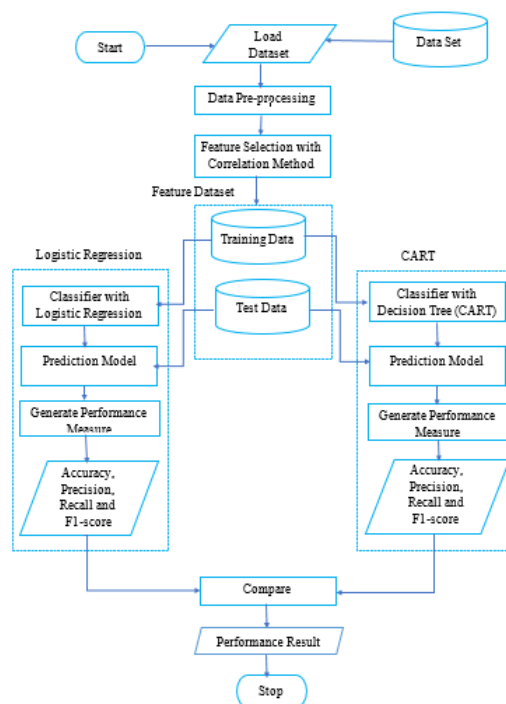 Start
Load
Dataset
Data Set
Data Pre-processing
Feature Selection with
Correlation Method
Feature Dataset
Training Data
Test Data
Logistic Regression
Classifier with
Logistic Regression
Prediction Model
Generate Performance
Measure
Accuracy,
Precision,
Recall and
F1-score
CART
Classifier with
Decision Tree (CART)
Prediction Model
Generate Performance
Measure
Accuracy,
Precision,
Recall and
F1-score
Compare
Performance Result
Stop